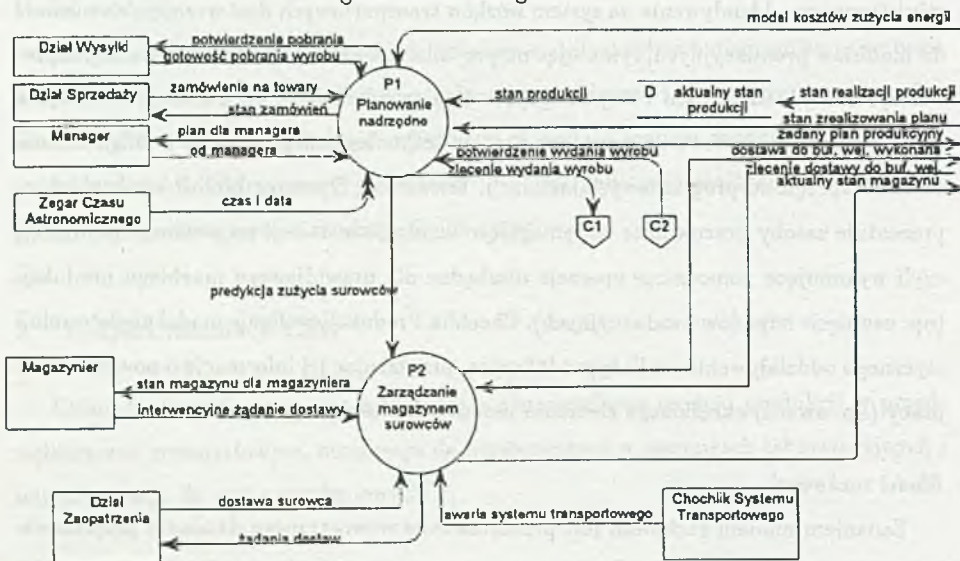 model kosztów zużycia energii
Dział Wysyłki
potwierdzenie pobrania
gotowość pobrania wyrobu
P1
Planowanie
nadrzędne
Dział Sprzedaży
zamówienie na towary
stan zamówień
stan produkcji
D aktualny stan
produkcji
stan realizacji produkcji
stan zrealizowania planu
Manager
plan dla managera
od managera
zadany plan produkcyjny
dostawa do buf. wej. wykonana
zlecenie dostawy do buf. wej.
aktualny stan magazynu
potwierdzenie wydania wyrobu
zlecenie wydania wyrobu
Zegar Czasu
Astronomicznego
czas i data
C1
C2
predykcja zużycia surowców
Magazynier
stan magazynu dla magazyniera
interwencyjne żądanie dostawy
P2
Zarządzanie
magazynem
surowców
Dział
Zaopatrzenia
dostawa surowca
żądania dostaw
awaria systemu transportowego
Chochlik Systemu
Transportowego